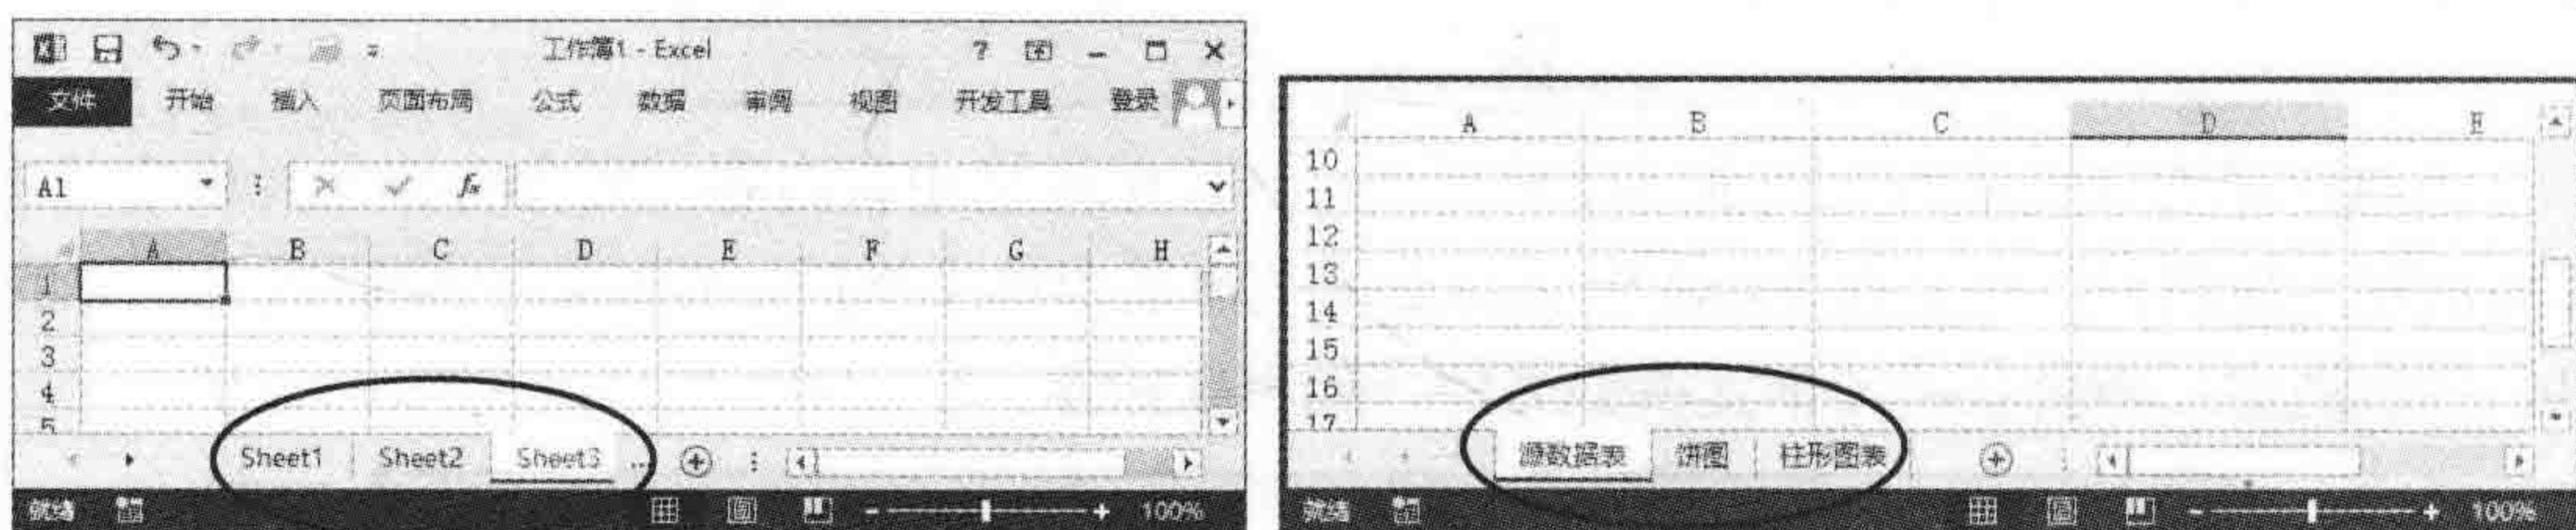 工作簿1 - Excel
?
文件 开始 插入 页面布局 公式 数据 审阅 视图 开发工具 登录
A1 fx
A B C D E F G H
1
2
3
4
5
Sheet1 Sheet2 Sheet3 ...
就绪 100%
A B C D E
10
11
12
13
14
15
16
17
源数据表 饼图 柱形图表
就绪 100%